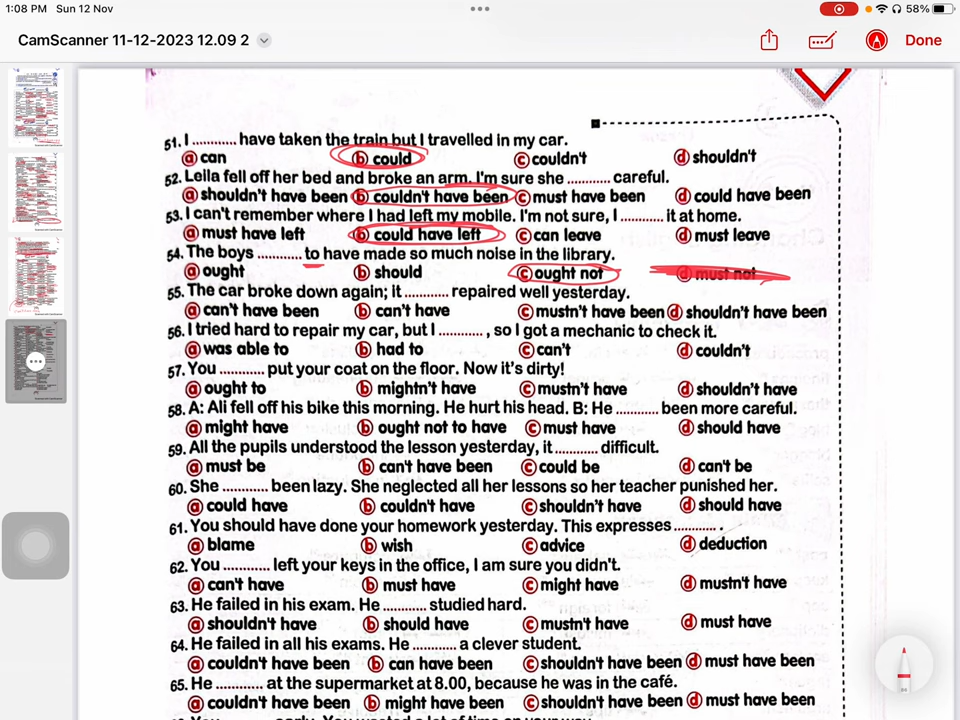 1:08 PM Sun 12 Nov
58%
CamScanner 11-12-2023 12.09 2
Done
51. I ............ have taken the train but I travelled in my car.
ⓐ can ⓑ could ⓒ couldn't ⓓ shouldn't
52. Leila fell off her bed and broke an arm. I'm sure she ............ careful.
ⓐ shouldn't have been ⓑ couldn't have been ⓒ must have been ⓓ could have been
53. I can't remember where I had left my mobile. I'm not sure, I ............ it at home.
ⓐ must have left ⓑ could have left ⓒ can leave ⓓ must leave
54. The boys ............ to have made so much noise in the library.
ⓐ ought ⓑ should ⓒ ought not ⓓ must not
55. The car broke down again; it ............ repaired well yesterday.
ⓐ can't have been ⓑ can't have ⓒ mustn't have been ⓓ shouldn't have been
56. I tried hard to repair my car, but I ............ , so I got a mechanic to check it.
ⓐ was able to ⓑ had to ⓒ can't ⓓ couldn't
57. You ............ put your coat on the floor. Now it's dirty!
ⓐ ought to ⓑ mightn't have ⓒ mustn't have ⓓ shouldn't have
58. A: Ali fell off his bike this morning. He hurt his head. B: He ............ been more careful.
ⓐ might have ⓑ ought not to have ⓒ must have ⓓ should have
59. All the pupils understood the lesson yesterday, it ............ difficult.
ⓐ must be ⓑ can't have been ⓒ could be ⓓ can't be
60. She ............ been lazy. She neglected all her lessons so her teacher punished her.
ⓐ could have ⓑ couldn't have ⓒ shouldn't have ⓓ should have
61. You should have done your homework yesterday. This expresses ............ .
ⓐ blame ⓑ wish ⓒ advice ⓓ deduction
62. You ............ left your keys in the office, I am sure you didn't.
ⓐ can't have ⓑ must have ⓒ might have ⓓ mustn't have
63. He failed in his exam. He ............ studied hard.
ⓐ shouldn't have ⓑ should have ⓒ mustn't have ⓓ must have
64. He failed in all his exams. He ............ a clever student.
ⓐ couldn't have been ⓑ can have been ⓒ shouldn't have been ⓓ must have been
65. He ............ at the supermarket at 8.00, because he was in the café.
ⓐ couldn't have been ⓑ might have been ⓒ shouldn't have been ⓓ must have been